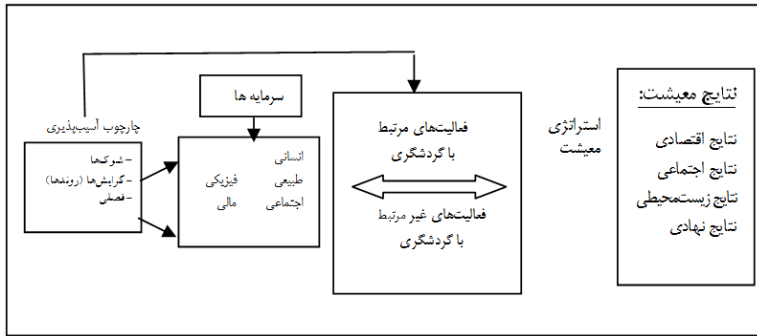 چارچوب آسیب‌پذیری
-شوک‌ها
-گرایش‌ها (روندها)
-فصلی
سرمایه ها
انسانی
طبیعی فیزیکی
اجتماعی مالی
فعالیت‌های مرتبط
با گردشگری
فعالیت‌های غیر مرتبط
با گردشگری
استراتژی
معیشت
نتایج معیشت:
نتایج اقتصادی
نتایج اجتماعی
نتایج زیست‌محیطی
نتایج نهادی